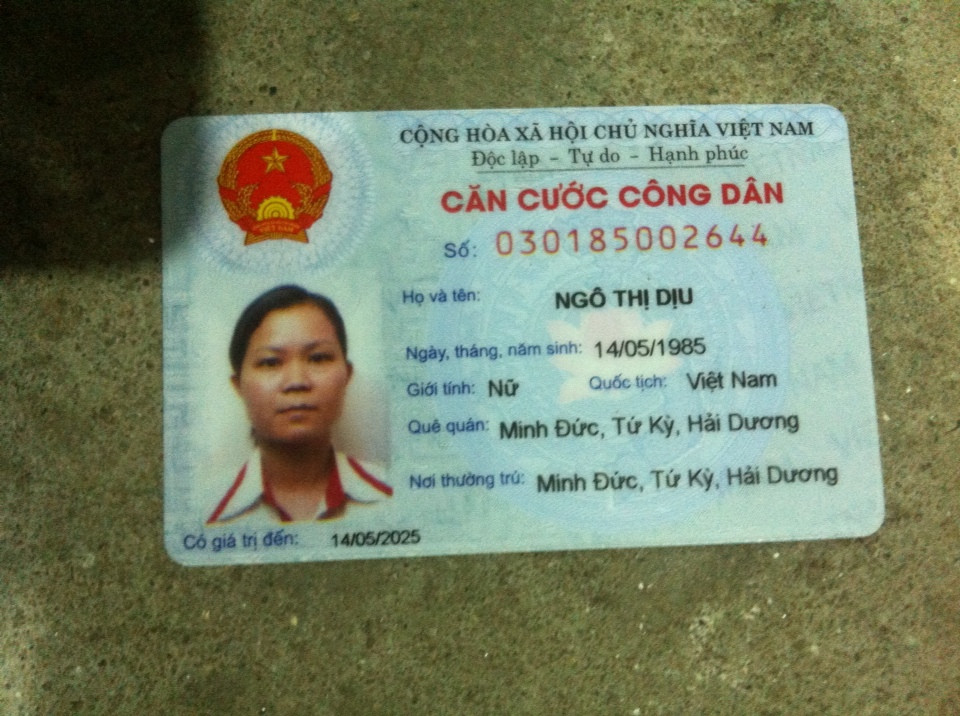 CỘNG HÒA XÃ HỘI CHỦ NGHĨA VIỆT NAM
Độc lập - Tự do - Hạnh phúc
CĂN CƯỚC CÔNG DÂN
Số: 030185002644
Họ và tên: NGÔ THỊ DỊU
Ngày, tháng, năm sinh: 14/05/1985
Giới tính: Nữ Quốc tịch: Việt Nam
Quê quán: Minh Đức, Tứ Kỳ, Hải Dương
Nơi thường trú: Minh Đức, Tứ Kỳ, Hải Dương
Có giá trị đến: 14/05/2025
VIỆT NAM